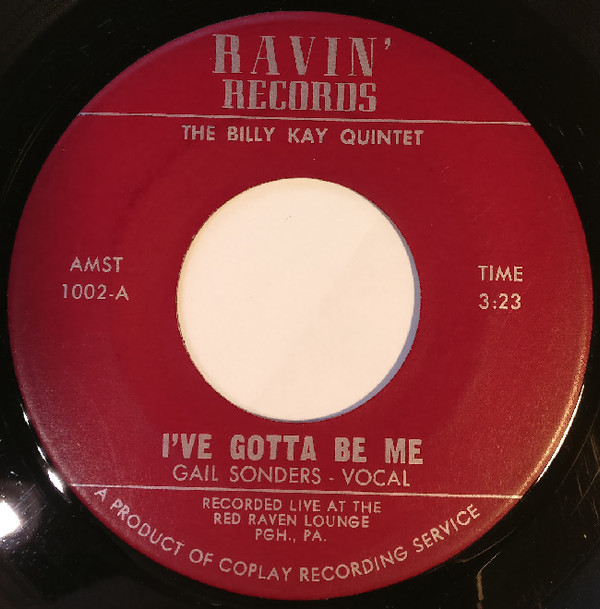 RAVIN'
RECORDS
THE BILLY KAY QUINTET
AMST
1002-A
TIME
3:23
I'VE GOTTA BE ME
GAIL SONDERS - VOCAL
RECORDED LIVE AT THE
RED RAVEN LOUNGE
PGH., PA.
A PRODUCT OF COPLAY RECORDING SERVICE